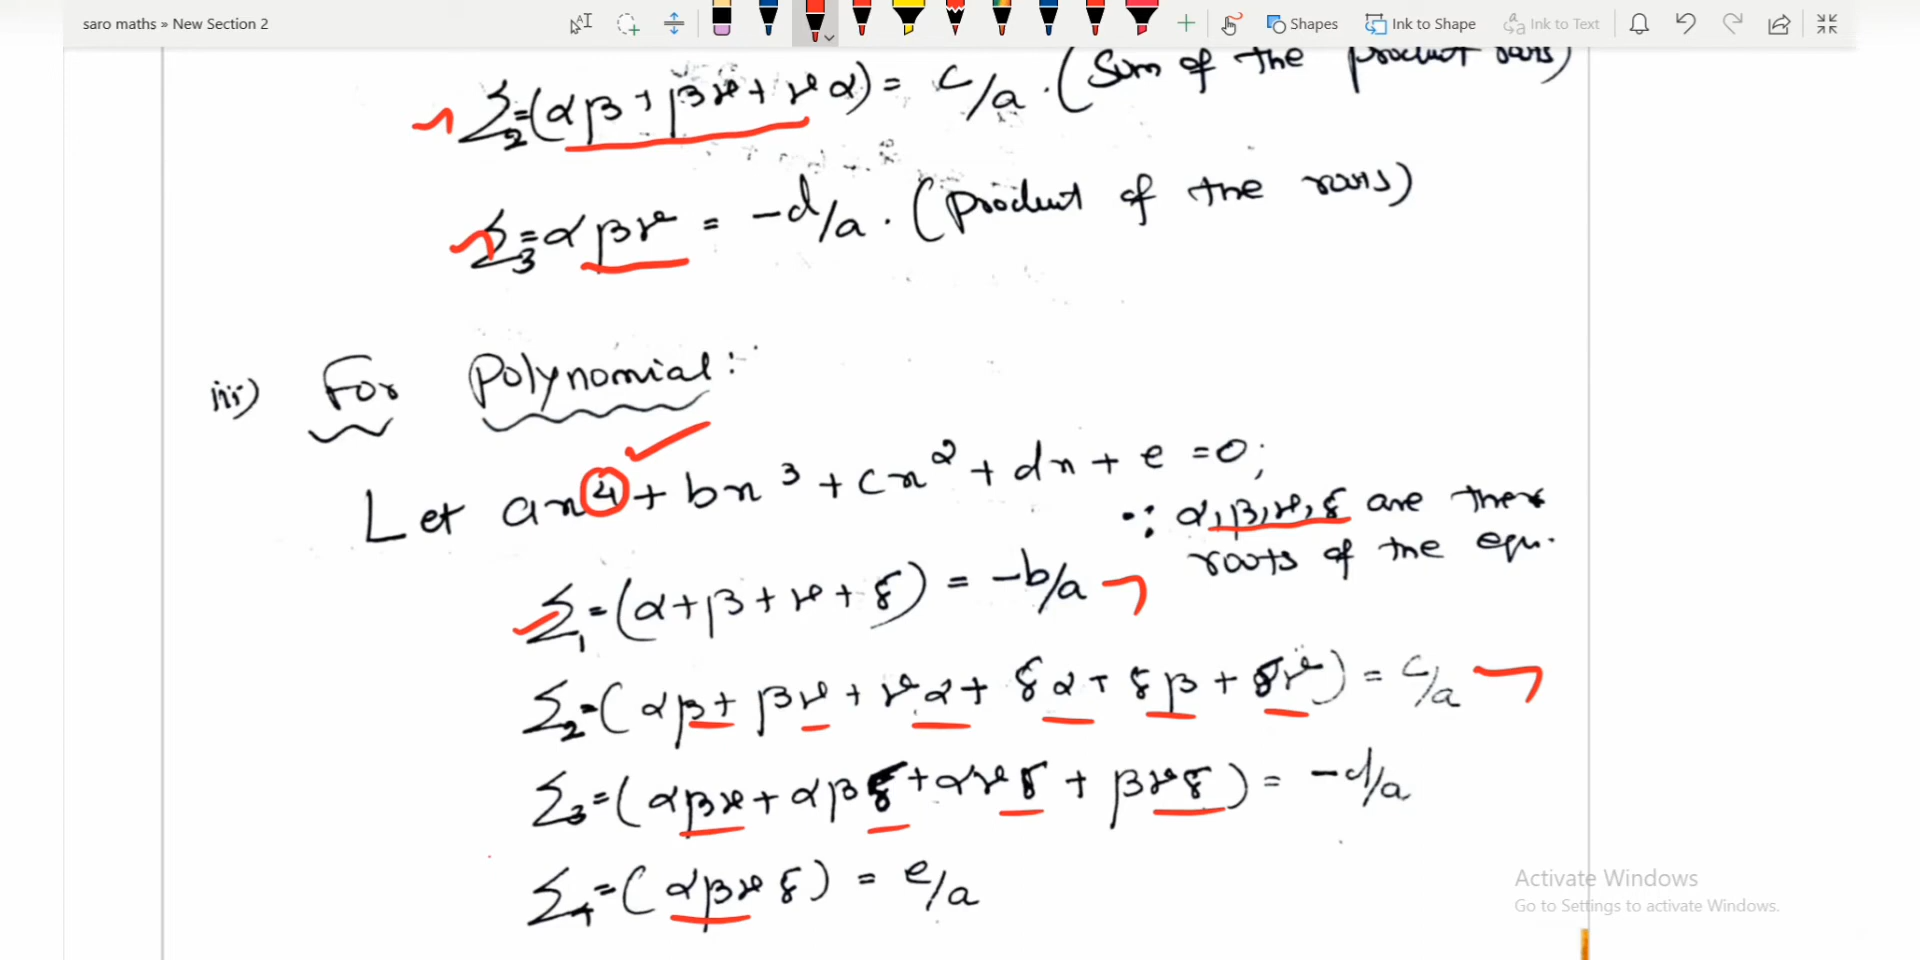 saro maths » New Section 2
Shapes
Ink to Shape
Ink to Text
Σ₂=(αβ+βγ+γα) = c/a . (Sum of the product
Σ₃=αβγ = -d/a . (product of the roots)
iii) For Polynomial:
Let ax⁴ + bx³ + cx² + dx + e = 0;
∵ α, β, γ, δ are
roots of the equ.
Σ₁=(α+β+γ+δ) = -b/a
Σ₂=(αβ+βγ+γα+δα+δβ+δγ) = c/a
Σ₃=(αβγ+αβδ+αγδ+βγδ) = -d/a
Σ₄=(αβγδ) = e/a
Activate Windows
Go to Settings to activate Windows.